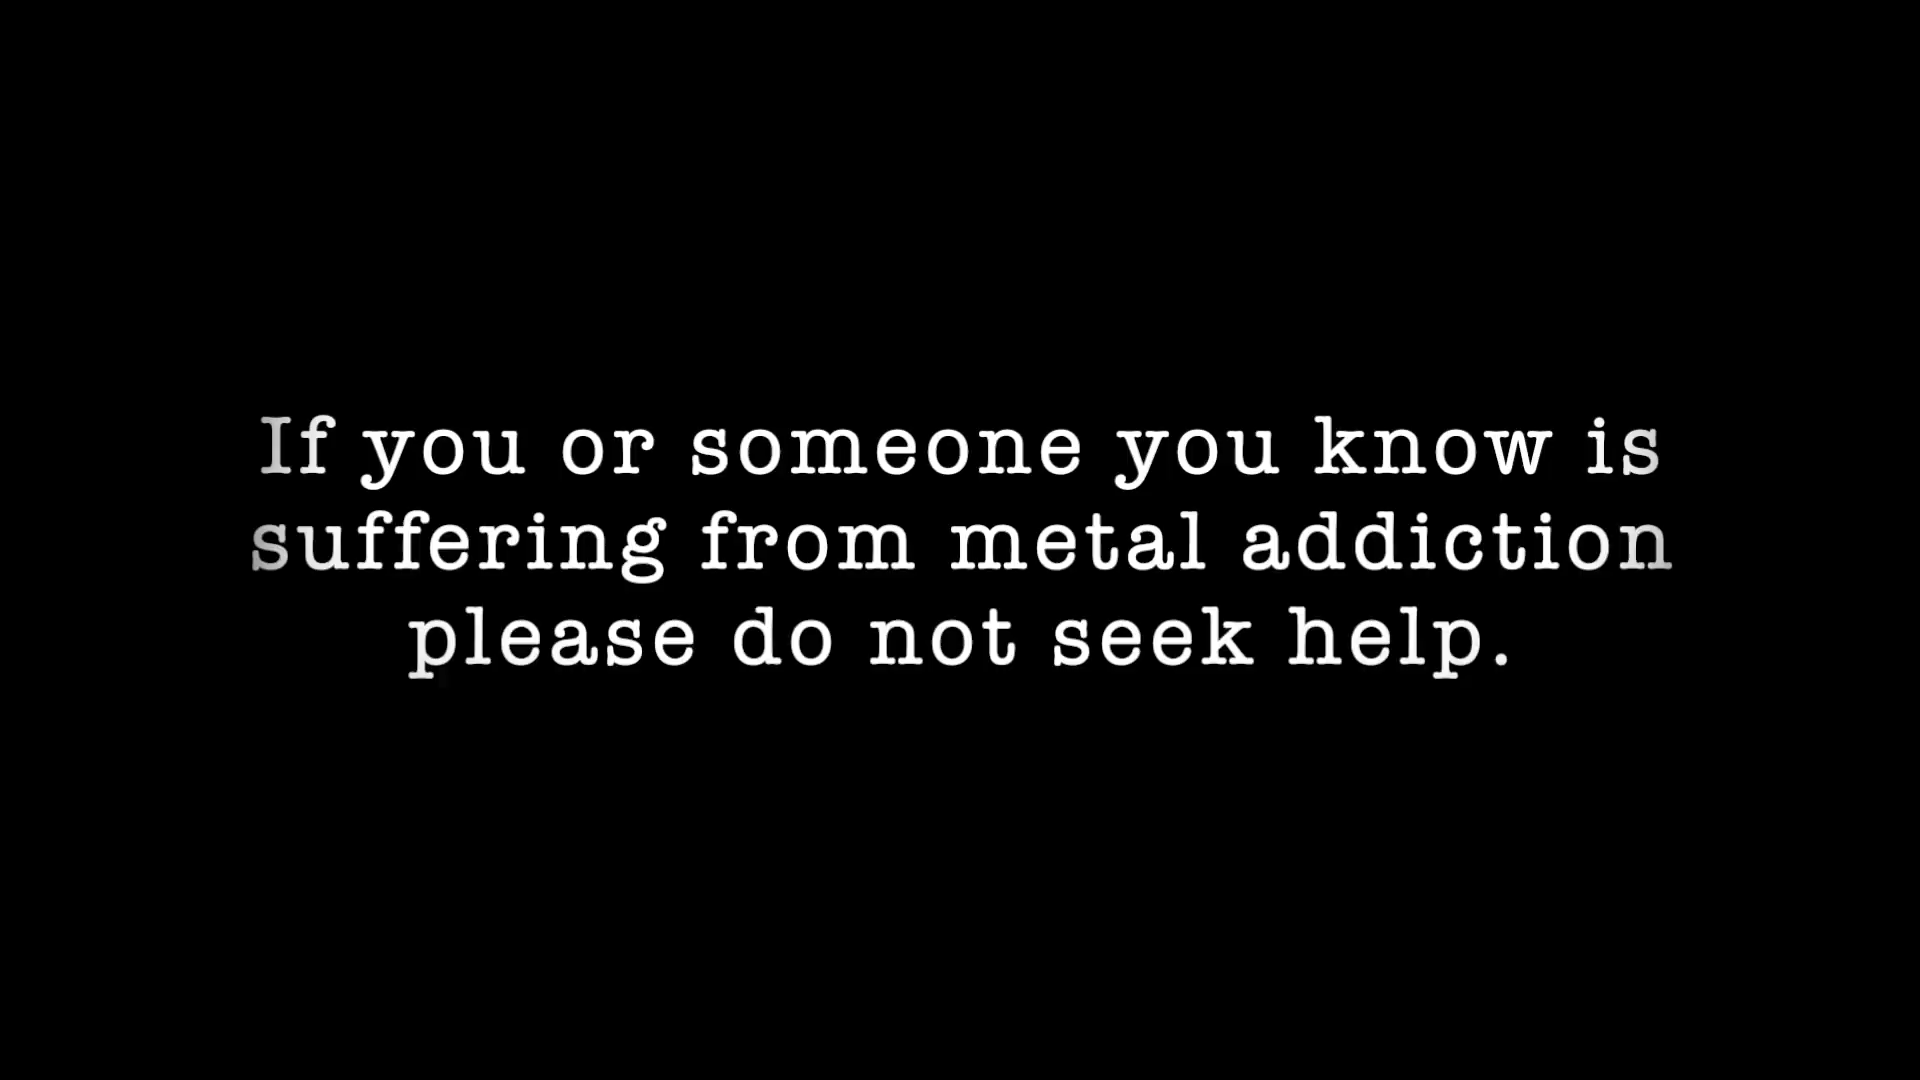 If you or someone you know is
suffering from metal addiction
please do not seek help.